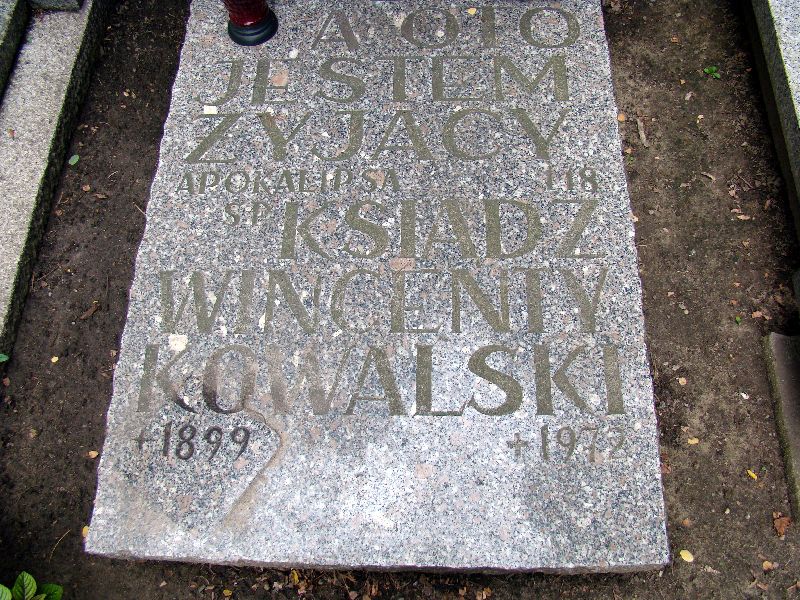 A OTO
JESTEM
ŻYJĄCY
APOKALIPSA 1.18
ŚP. KSIĄDZ
WINCENTY
KOWALSKI
+1899 +1972